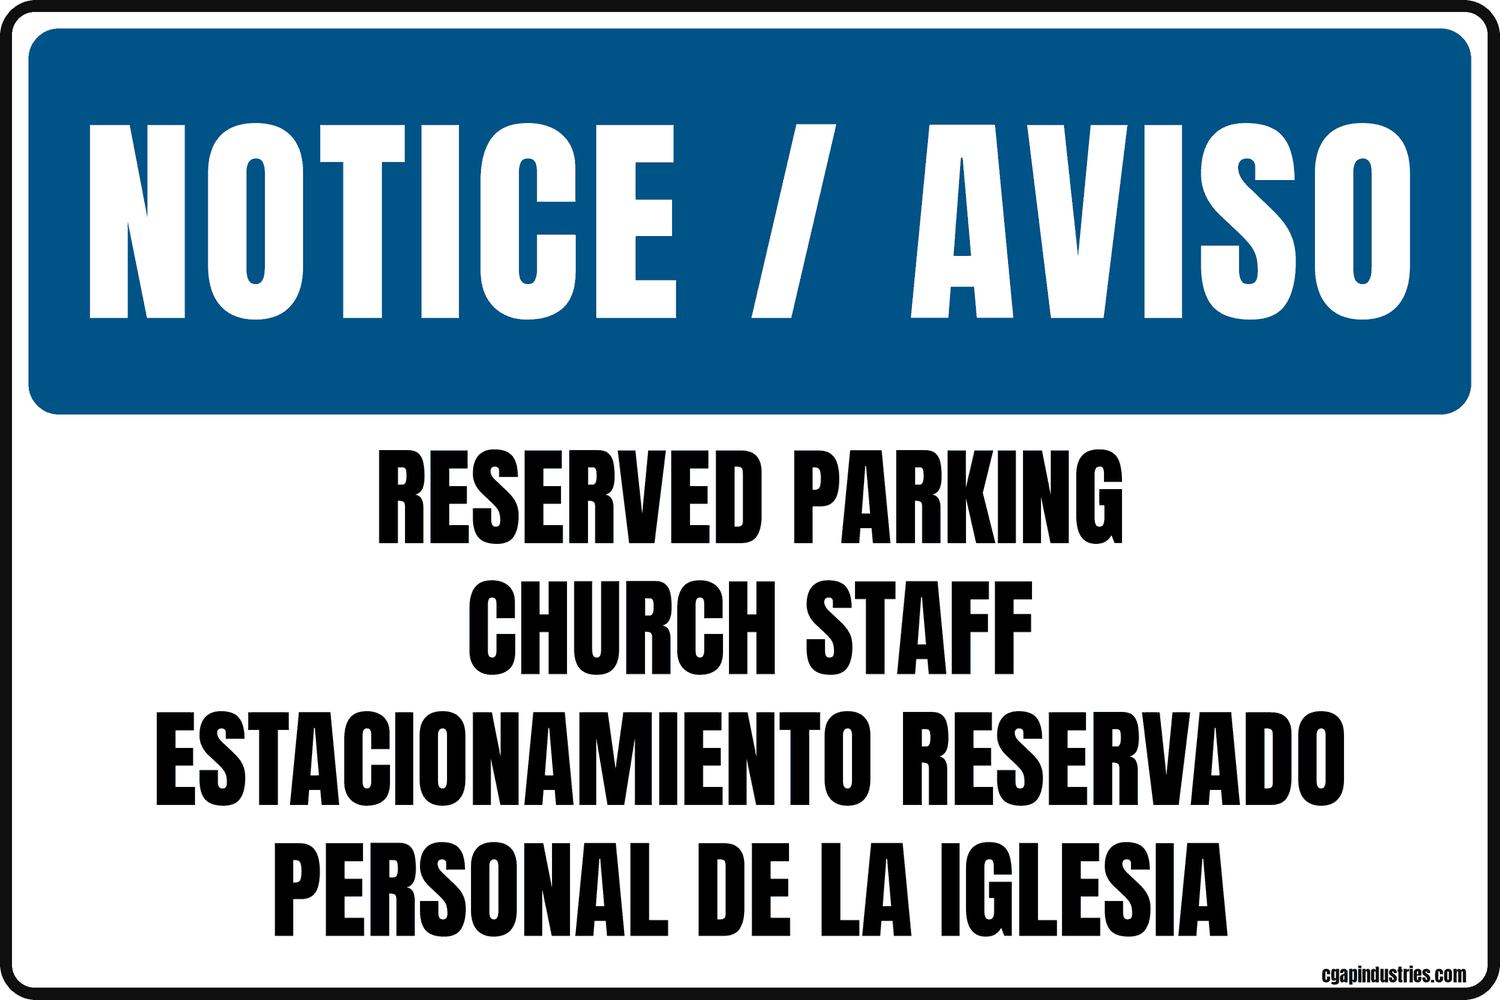 NOTICE / AVISO
RESERVED PARKING
CHURCH STAFF
ESTACIONAMIENTO RESERVADO
PERSONAL DE LA IGLESIA
cgapindustries.com